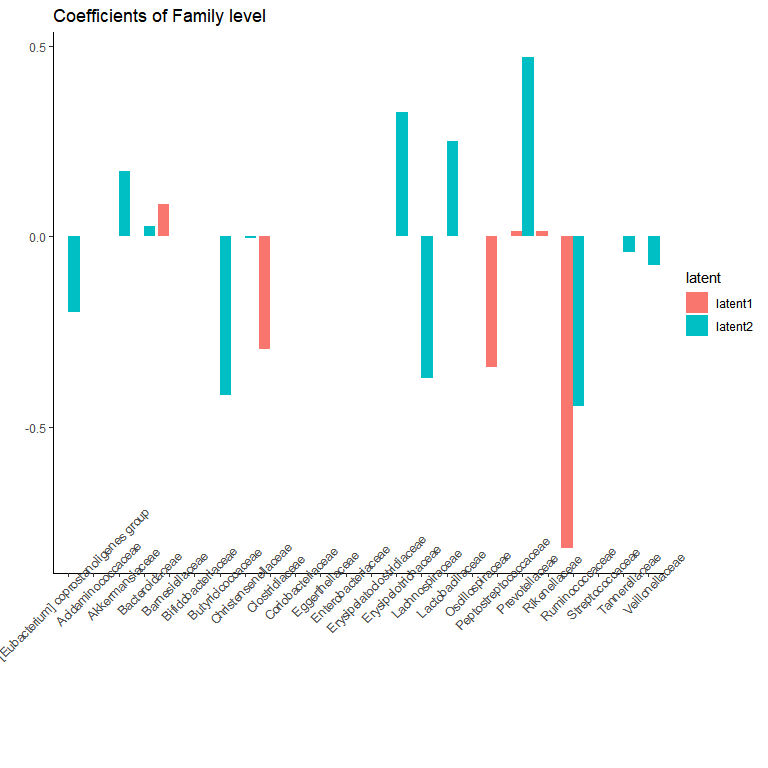 Coefficients of Family level
0.5
0.0
-0.5
[Eubacterium] coprostanoligenes group
Acidaminococcaceae
Akkermansiaceae
Bacteroidaceae
Barnesiellaceae
Bifidobacteriaceae
Butyricicoccaceae
Christensenellaceae
Clostridiaceae
Coriobacteriaceae
Eggerthellaceae
Enterobacteriaceae
Erysipelatoclostridiaceae
Erysipelotrichaceae
Lachnospiraceae
Lactobacillaceae
Oscillospiraceae
Peptostreptococcaceae
Prevotellaceae
Rikenellaceae
Ruminococcaceae
Streptococcaceae
Tannerellaceae
Veillonellaceae
latent
latent1
latent2